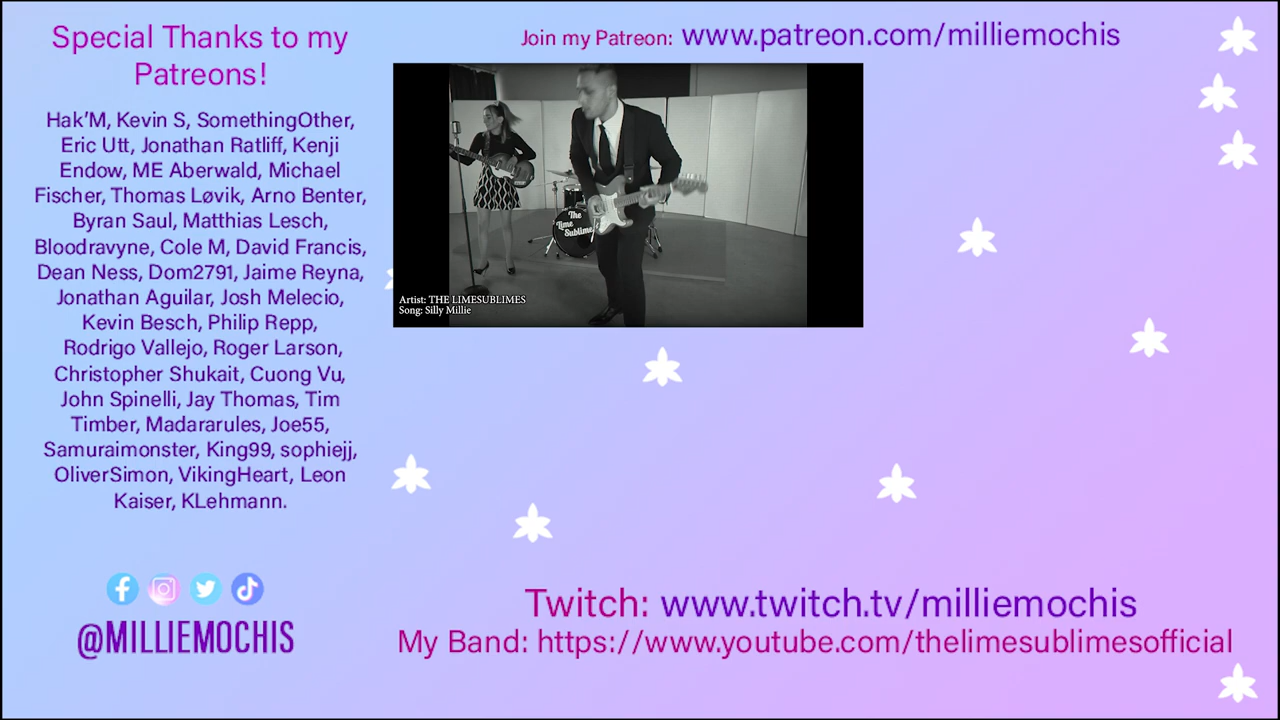 Special Thanks to my
Patreons!
Hak'M, Kevin S, SomethingOther,
Eric Utt, Jonathan Ratliff, Kenji
Endow, ME Aberwald, Michael
Fischer, Thomas Løvik, Arno Benter,
Byran Saul, Matthias Lesch,
Bloodravyne, Cole M, David Francis,
Dean Ness, Dom2791, Jaime Reyna,
Jonathan Aguilar, Josh Melecio,
Kevin Besch, Philip Repp,
Rodrigo Vallejo, Roger Larson,
Christopher Shukait, Cuong Vu,
John Spinelli, Jay Thomas, Tim
Timber, Madararules, Joe55,
Samuraimonster, King99, sophiejj,
OliverSimon, VikingHeart, Leon
Kaiser, KLehmann.
@MILLIEMOCHIS
Join my Patreon: www.patreon.com/milliemochis
The
Lime
Sublime
Artist: THE LIMESUBLIMES
Song: Silly Millie
Twitch: www.twitch.tv/milliemochis
My Band: https://www.youtube.com/thelimesublimesofficial